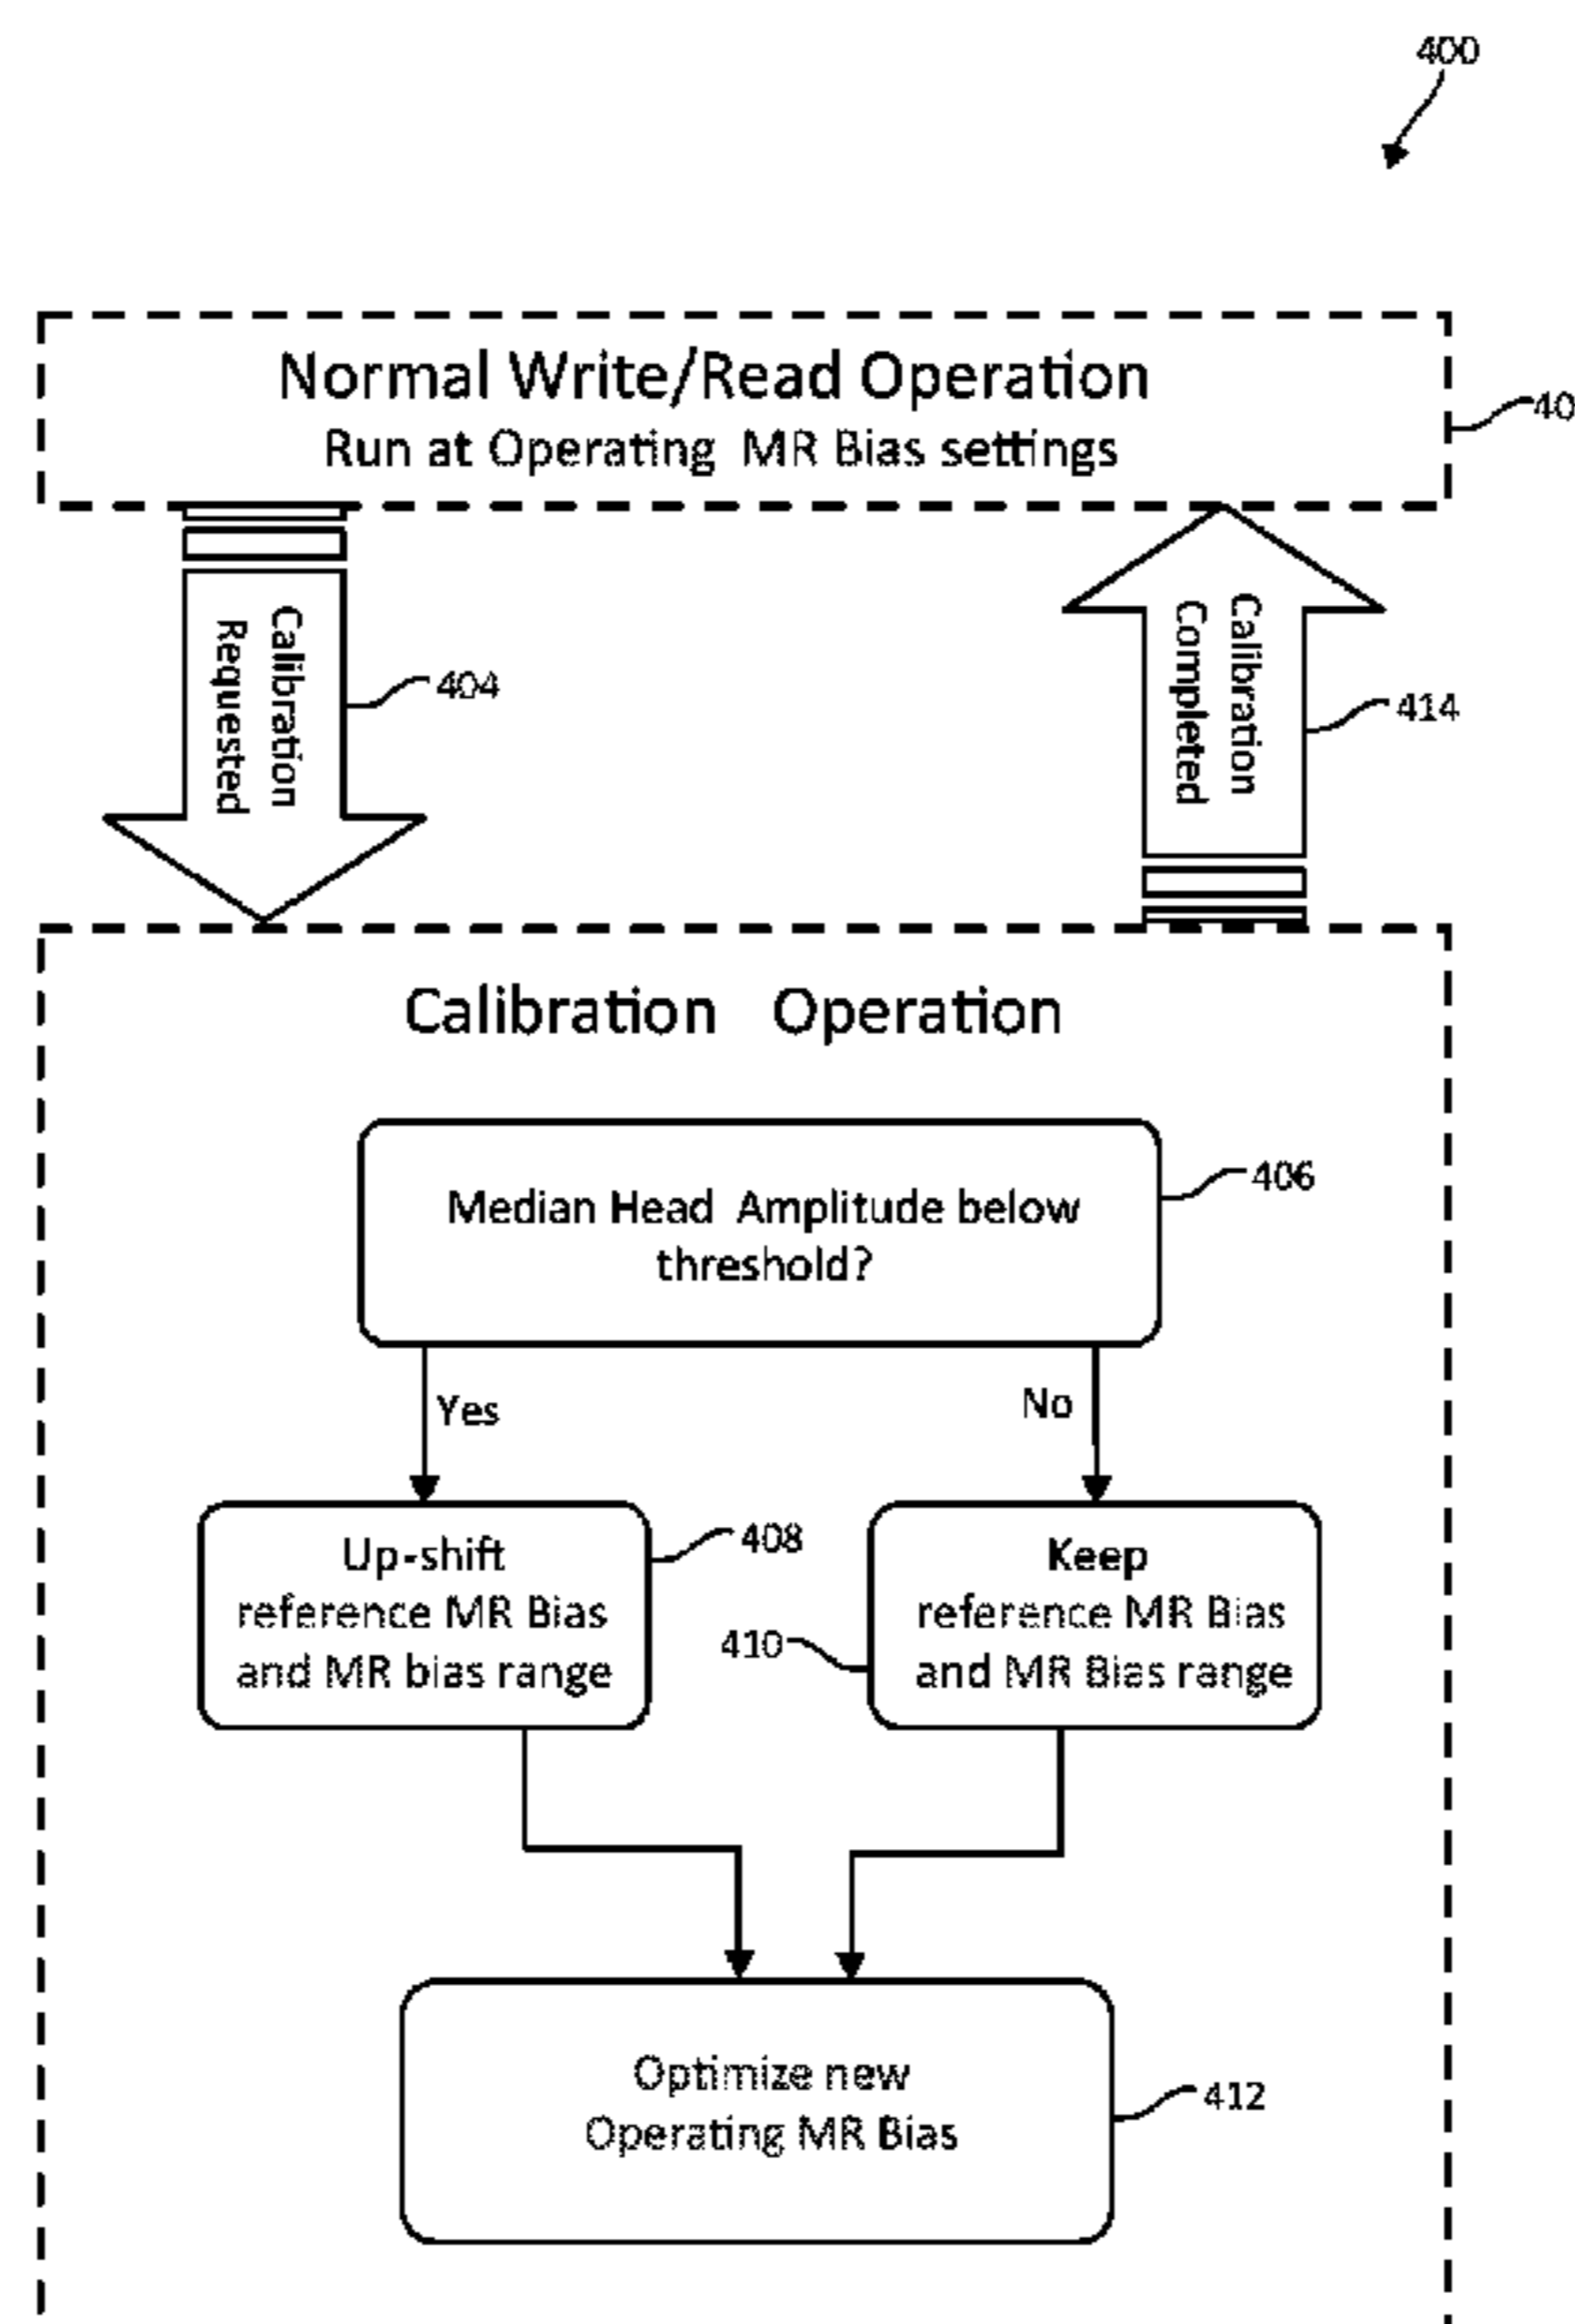 400
Normal Write/Read Operation
Run at Operating MR Bias settings
40
Calibration
Requested
404
Calibration
Completed
414
Calibration Operation
Median Head Amplitude below
threshold?
406
Yes
No
Up-shift
reference MR Bias
and MR bias range
408
Keep
reference MR Bias
and MR Bias range
410
Optimize new
Operating MR Bias
412